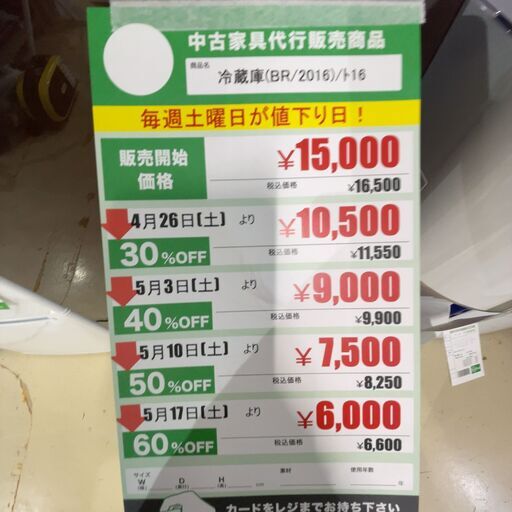 中古家具代行販売商品
商品名
冷蔵庫(BR/2016)/ﾄ16
毎週土曜日が値下り日！
販売開始
価格
¥15,000
税込価格 ¥16,500
4月26日(土) より
30%OFF
¥10,500
税込価格 ¥11,550
5月3日(土) より
40%OFF
¥9,000
税込価格 ¥9,900
5月10日(土) より
50%OFF
¥7,500
税込価格 ¥8,250
5月17日(土) より
60%OFF
¥6,000
税込価格 ¥6,600
サイズ 素材 使用年数
W D H cm 年
カードをレジまでお持ち下さい